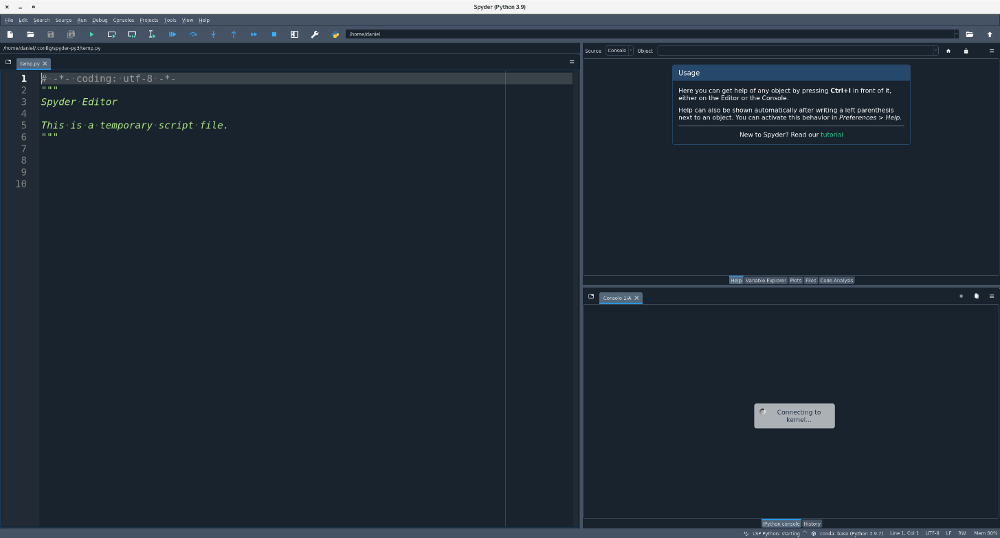 Spyder (Python 3.9)
File Edit Search Source Run Debug Consoles Projects Tools View Help
/home/daniel
/home/daniel/.config/spyder-py3/temp.py
temp.py
1 # -*- coding: utf-8 -*-
2 """
3 Spyder Editor
4
5 This is a temporary script file.
6 """
7
8
9
10
Source Console Object
Usage
Here you can get help of any object by pressing Ctrl+I in front of it,
either on the Editor or the Console.
Help can also be shown automatically after writing a left parenthesis
next to an object. You can activate this behavior in Preferences > Help.
New to Spyder? Read our tutorial
Help Variable Explorer Plots Files Code Analysis
Console 1/A
Connecting to
kernel...
IPython console History
LSP Python: starting conda: base (Python 3.9.7) Line 1, Col 1 UTF-8 LF RW Mem 80%